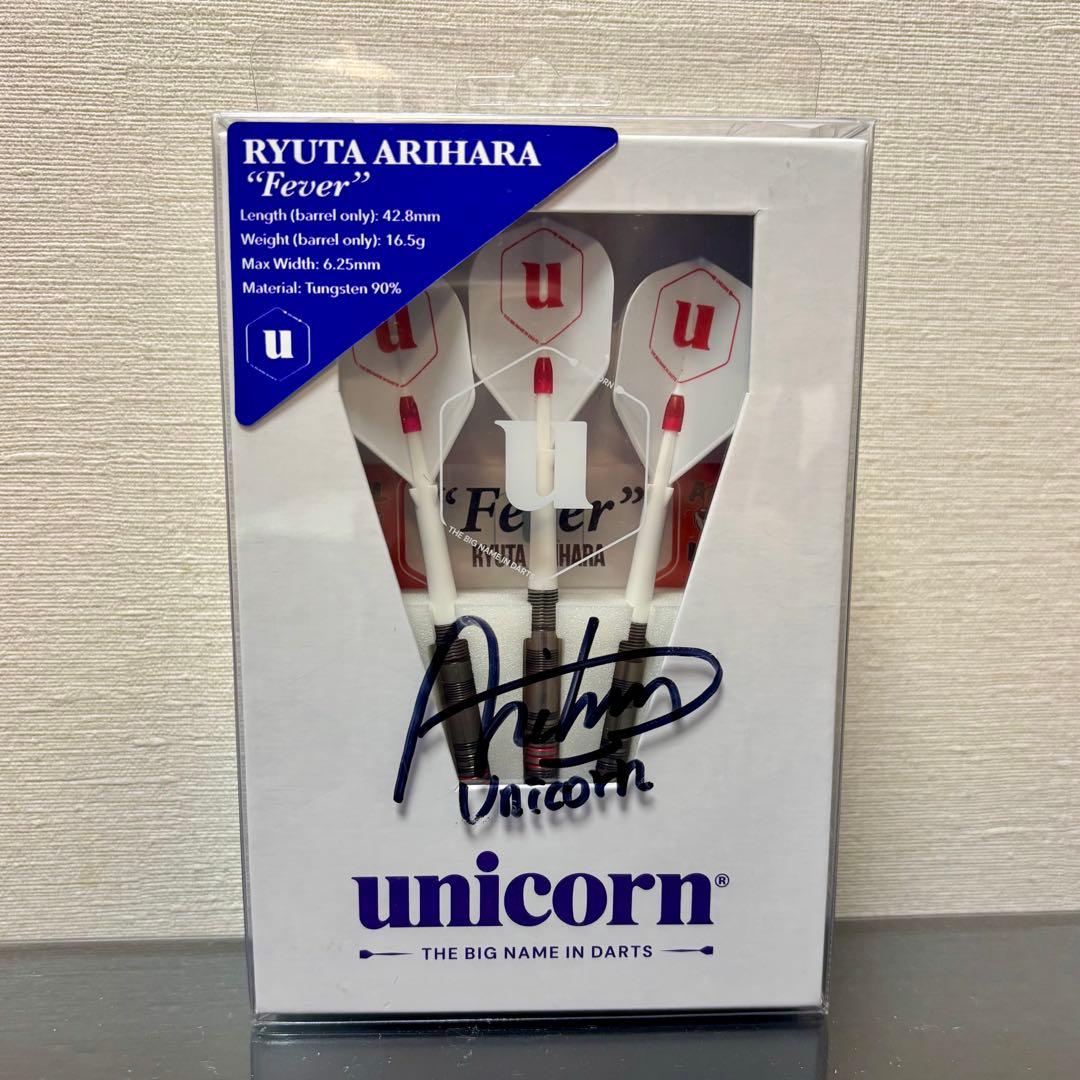 RYUTA ARIHARA
“Fever”
Length (barrel only): 42.8mm
Weight (barrel only): 16.5g
Max Width: 6.25mm
Material: Tungsten 90%
u
u
u
u
u
THE BIG NAME IN DARTS
“Fever”
RYUTA ARIHARA
Unicorn
unicorn®
THE BIG NAME IN DARTS